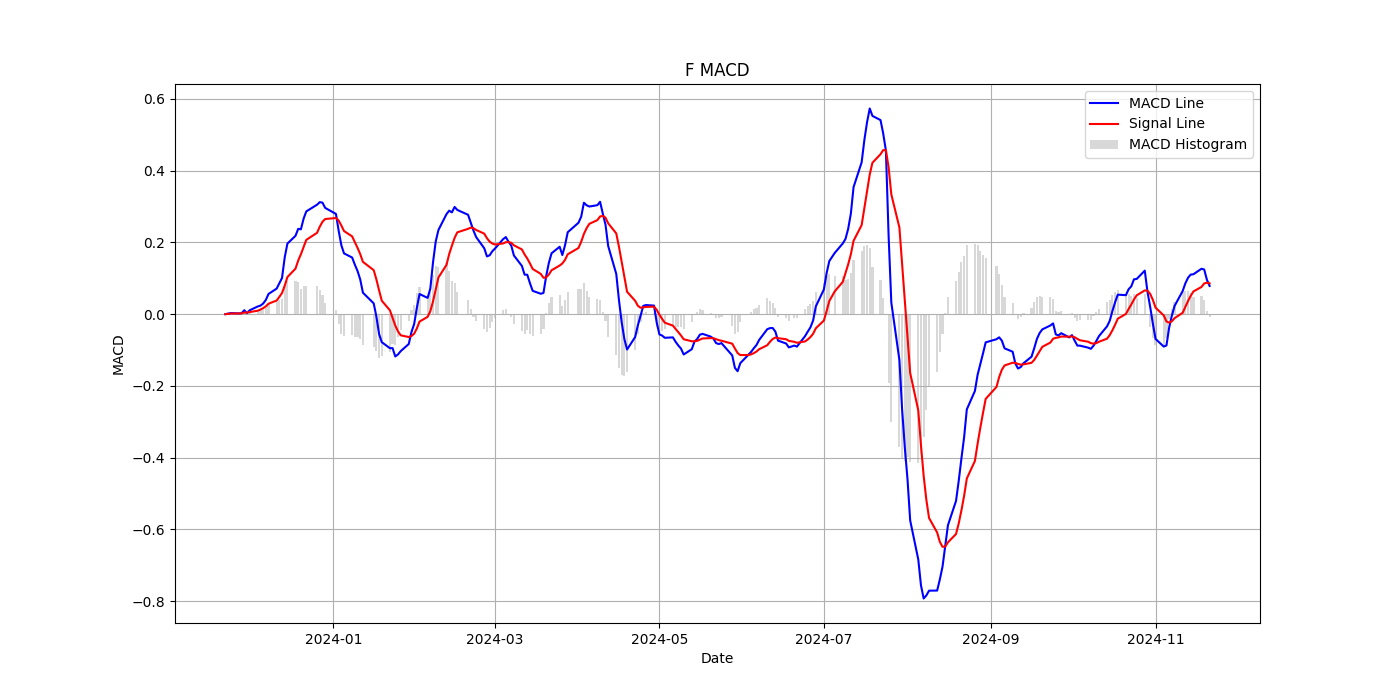 F MACD
MACD Line
Signal Line
MACD Histogram
0.6
0.4
0.2
0.0
−0.2
−0.4
−0.6
−0.8
MACD
2024-01
2024-03
2024-05
2024-07
2024-09
2024-11
Date